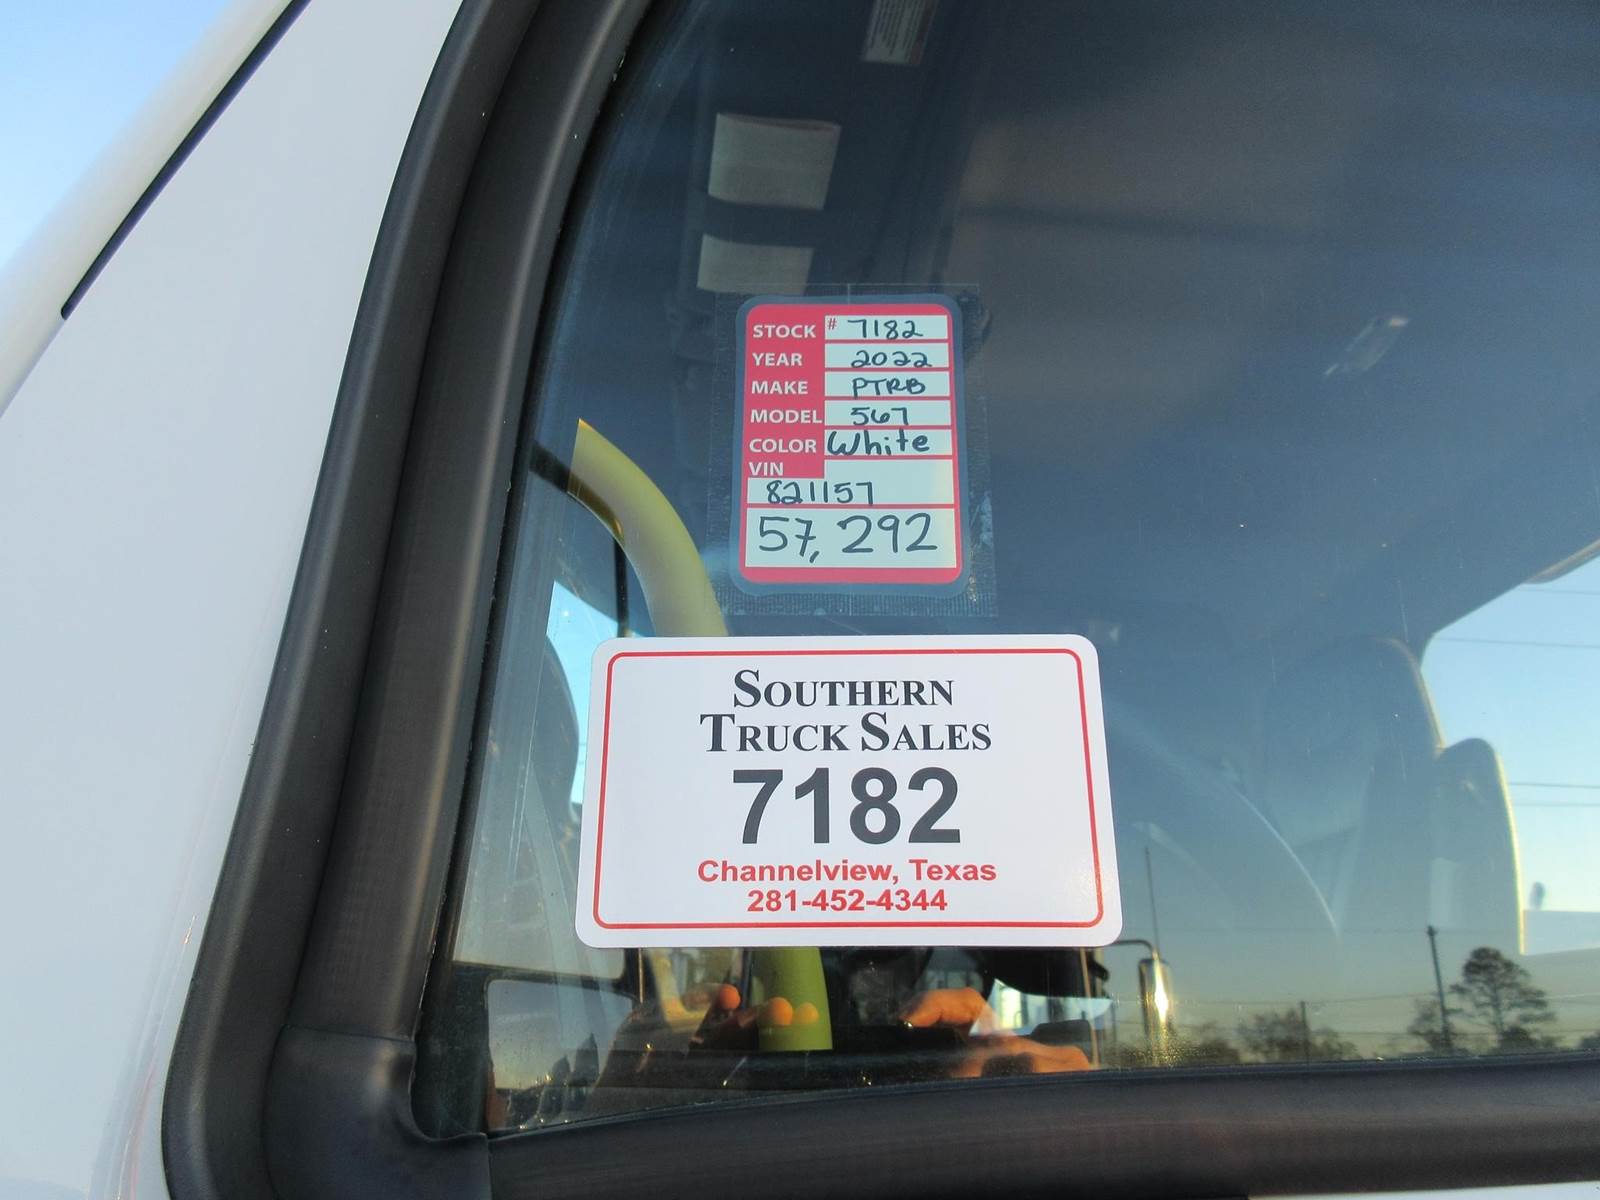 STOCK # 7182
YEAR 2022
MAKE PTRB
MODEL 567
COLOR White
VIN
821157
57,292
SOUTHERN
TRUCK SALES
7182
Channelview, Texas
281-452-4344